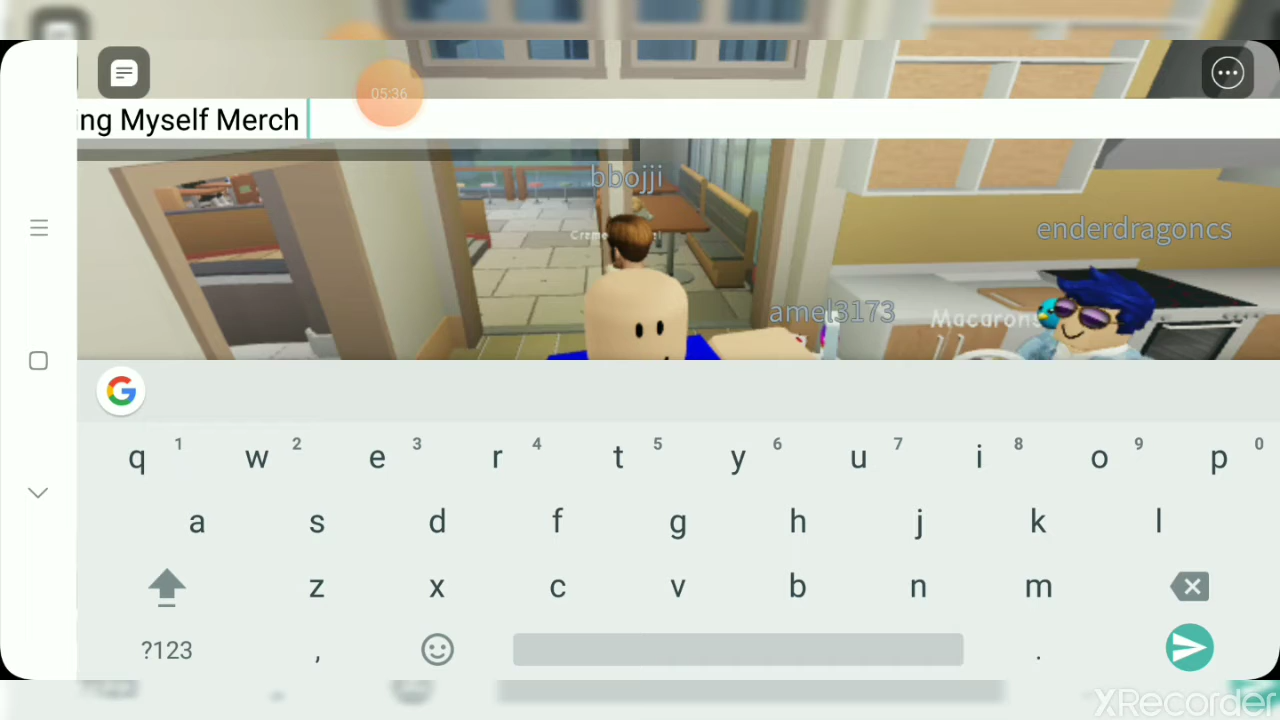 05:36
ing Myself Merch
bbojji
enderdragoncs
amel3173
Macarons
G
q 1 w 2 e 3 r 4 t 5 y 6 u 7 i 8 o 9 p 0
a s d f g h j k l
z x c v b n m
?123 , .
XRecorder